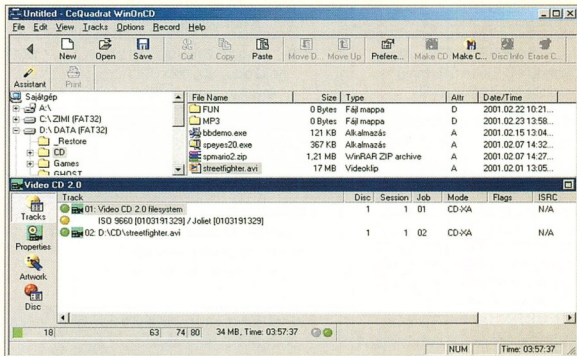 Untitled - CeQuadrat WinOnCD
File Edit View Tracks Options Record Help
New Open Save Cut Copy Paste Move D... Move Up Prefere... Make CD Make C... Disc Info Erase C...
Assistant Print
Sajátgép
A:\
C:\ ZIMI (FAT32)
D:\ DATA (FAT32)
_Restore
CD
Games
GHOST
File Name Size Type Attr Date/Time
FUN 0 Bytes Fájl mappa D 2001.02.22 10:21...
MP3 0 Bytes Fájl mappa D 2001.02.23 13:58...
bbdemo.exe 121 KB Alkalmazás A 2001.02.15 13:04...
speyes20.exe 367 KB Alkalmazás A 2001.02.07 14:32...
spmario2.zip 1,21 MB WinRAR ZIP archive A 2001.02.07 14:27...
streetfighter.avi 17 MB Videoklip A 2001.02.01 13:05...
Video CD 2.0
Tracks
Properties
Artwork
Disc
Track Disc Session Job Mode Flags ISRC
01: Video CD 2.0 filesystem 1 1 01 CD-XA N/A
ISO 9660 [0103191329] / Joliet [0103191329]
02: D:\CD\streetfighter.avi 1 1 02 CD-XA N/A
18 63 74 80 34 MB, Time: 03:57:37
NUM Time: 03:57:37